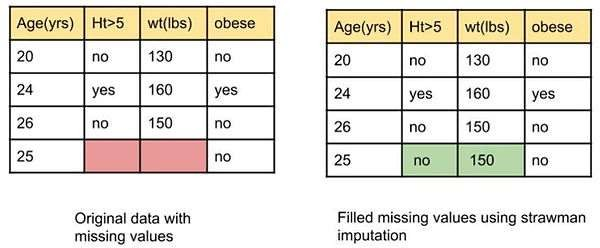 Age(yrs) Ht>5 wt(lbs) obese
20 no 130 no
24 yes 160 yes
26 no 150 no
25 no
Original data with
missing values
Age(yrs) Ht>5 wt(lbs) obese
20 no 130 no
24 yes 160 yes
26 no 150 no
25 no 150 no
Filled missing values using strawman
imputation